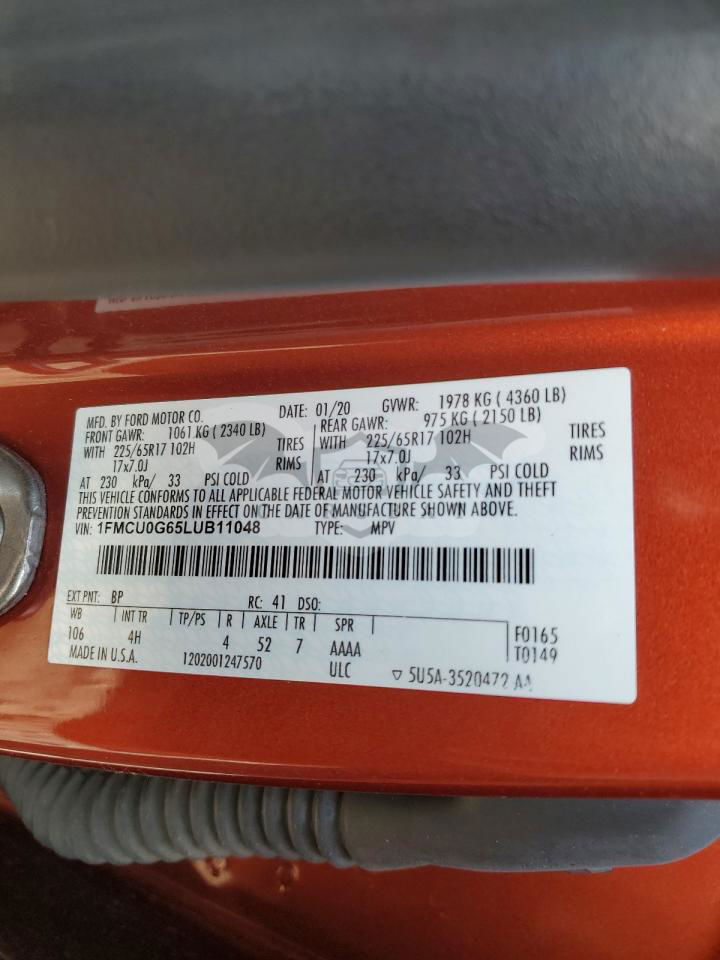 MFD. BY FORD MOTOR CO. DATE: 01/20 GVWR: 1978 KG ( 4360 LB)
FRONT GAWR: 1061 KG ( 2340 LB) REAR GAWR: 975 KG ( 2150 LB)
WITH 225/65R17 102H TIRES WITH 225/65R17 102H TIRES
17x7.0J RIMS 17x7.0J RIMS
AT 230 kPa/ 33 PSI COLD AT 230 kPa/ 33 PSI COLD
THIS VEHICLE CONFORMS TO ALL APPLICABLE FEDERAL MOTOR VEHICLE SAFETY AND THEFT
PREVENTION STANDARDS IN EFFECT ON THE DATE OF MANUFACTURE SHOWN ABOVE.
VIN: 1FMCU0G65LUB11048 TYPE: MPV
EXT PNT: BP RC: 41 DSO:
WB INT TR TP/PS R AXLE TR SPR
106 4H 4 52 7 AAAA F0165
MADE IN U.S.A. 1202001247570 ULC T0149
▽ 5U5A-3520472 AA